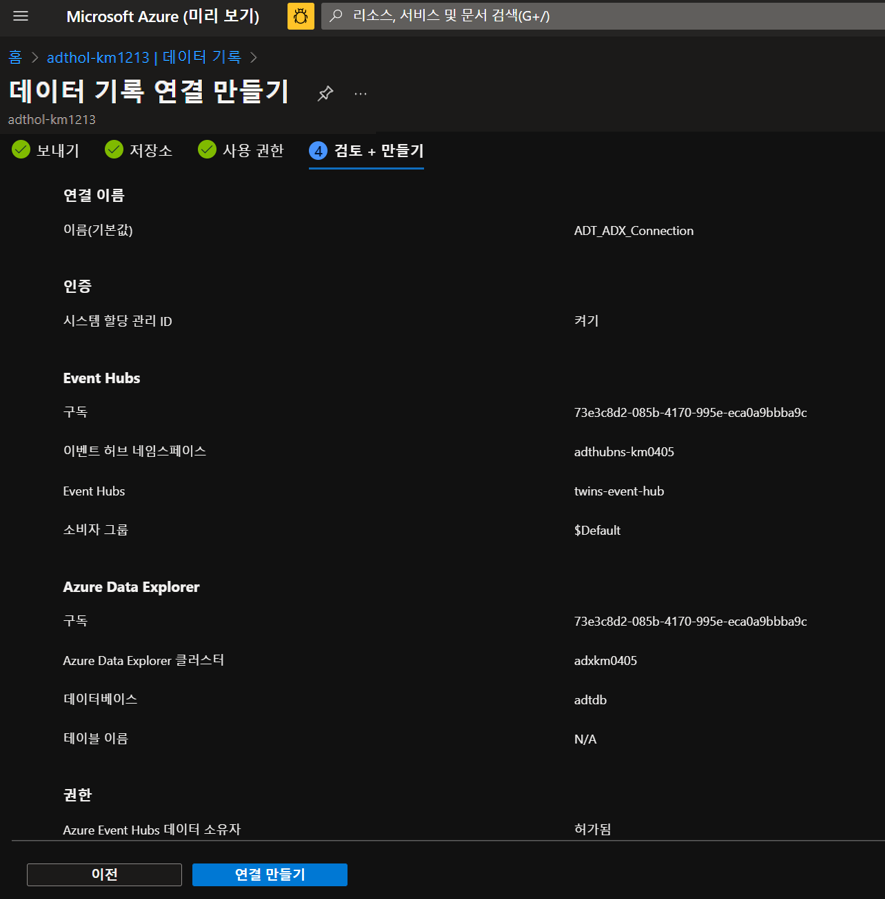 Microsoft Azure (미리 보기) 리소스, 서비스 및 문서 검색(G+/)
홈 > adthol-km1213 | 데이터 기록 >
데이터 기록 연결 만들기 ...
adthol-km1213
보내기 저장소 사용 권한 4 검토 + 만들기
연결 이름
이름(기본값) ADT_ADX_Connection
인증
시스템 할당 관리 ID 켜기
Event Hubs
구독 73e3c8d2-085b-4170-995e-eca0a9bbba9c
이벤트 허브 네임스페이스 adthubns-km0405
Event Hubs twins-event-hub
소비자 그룹 $Default
Azure Data Explorer
구독 73e3c8d2-085b-4170-995e-eca0a9bbba9c
Azure Data Explorer 클러스터 adxkm0405
데이터베이스 adtdb
테이블 이름 N/A
권한
Azure Event Hubs 데이터 소유자 허가됨
이전 연결 만들기